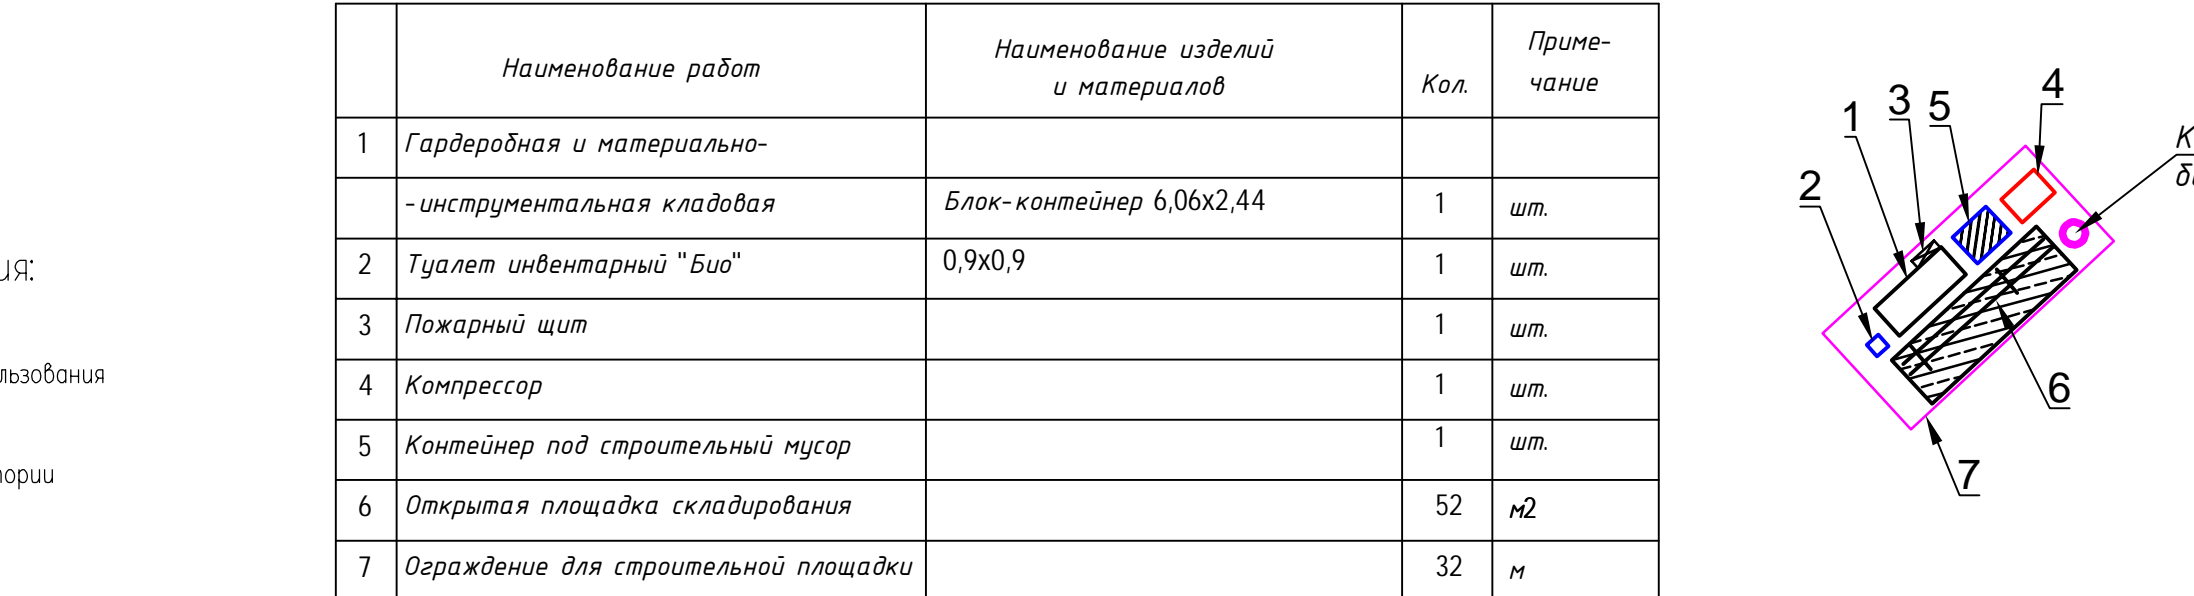 Наименование работ
Наименование изделий
и материалов
Кол.
Приме-
чание
1 Гардеробная и материально-
-инструментальная кладовая Блок-контейнер 6,06х2,44 1 шт.
2 Туалет инвентарный "Био" 0,9х0,9 1 шт.
3 Пожарный щит 1 шт.
4 Компрессор 1 шт.
5 Контейнер под строительный мусор 1 шт.
6 Открытая площадка складирования 52 м2
7 Ограждение для строительной площадки 32 м
1
3
5
4
2
6
7